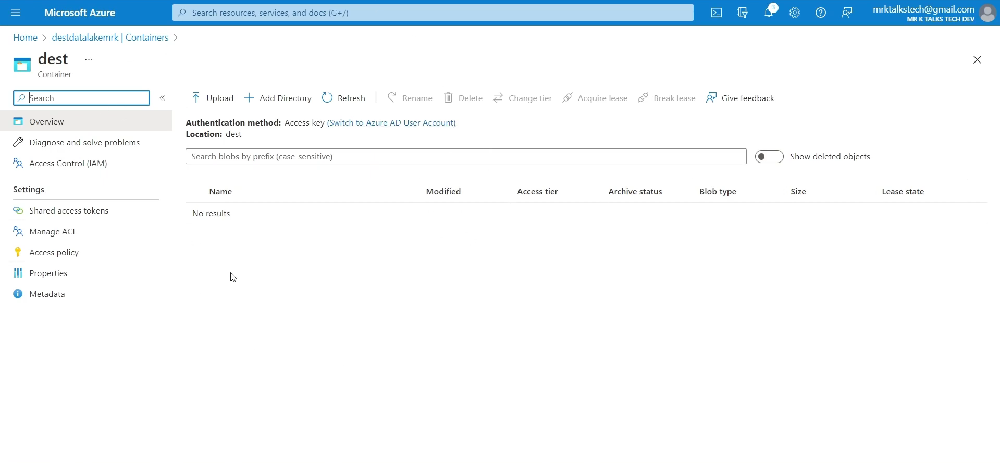 Microsoft Azure
Search resources, services, and docs (G+/)
3
mrktalkstech@gmail.com
MR K TALKS TECH DEV
Home > destdatalakemrk | Containers >
dest ...
Container
Search
«
Upload
Add Directory
Refresh
Rename
Delete
Change tier
Acquire lease
Break lease
Give feedback
Overview
Diagnose and solve problems
Access Control (IAM)
Settings
Shared access tokens
Manage ACL
Access policy
Properties
Metadata
Authentication method: Access key (Switch to Azure AD User Account)
Location: dest
Search blobs by prefix (case-sensitive)
Show deleted objects
Name Modified Access tier Archive status Blob type Size Lease state
No results